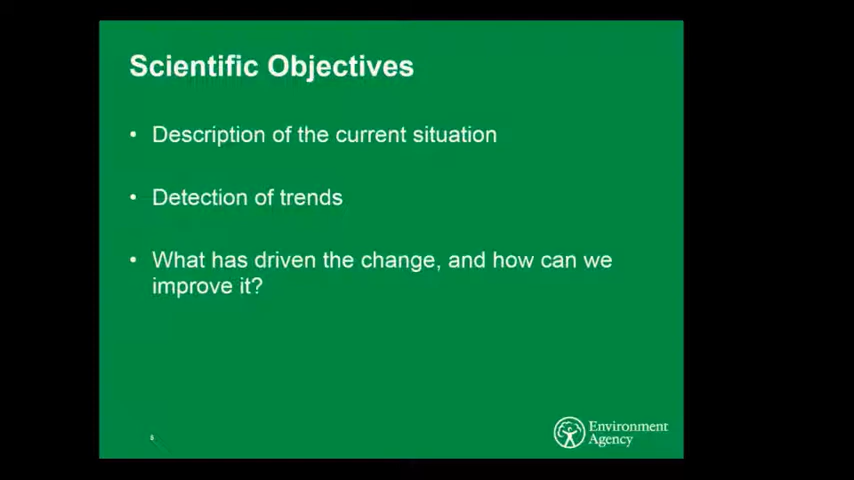 Scientific Objectives
• Description of the current situation
• Detection of trends
• What has driven the change, and how can we
improve it?
Environment
Agency